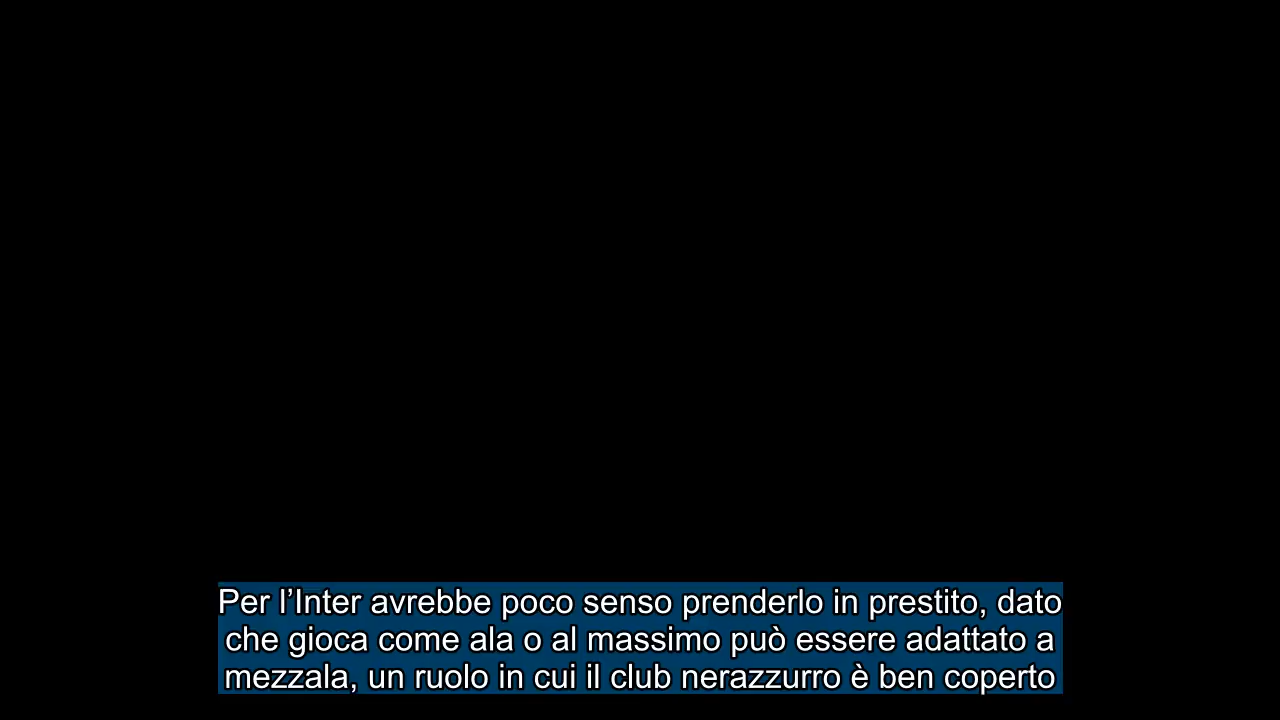 Per l’Inter avrebbe poco senso prenderlo in prestito, dato
che gioca come ala o al massimo può essere adattato a
mezzala, un ruolo in cui il club nerazzurro è ben coperto